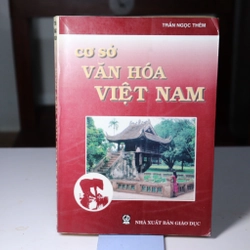 TRẦN NGỌC THÊM
CƠ SỞ
VĂN HÓA
VIỆT NAM
NHÀ XUẤT BẢN GIÁO DỤC